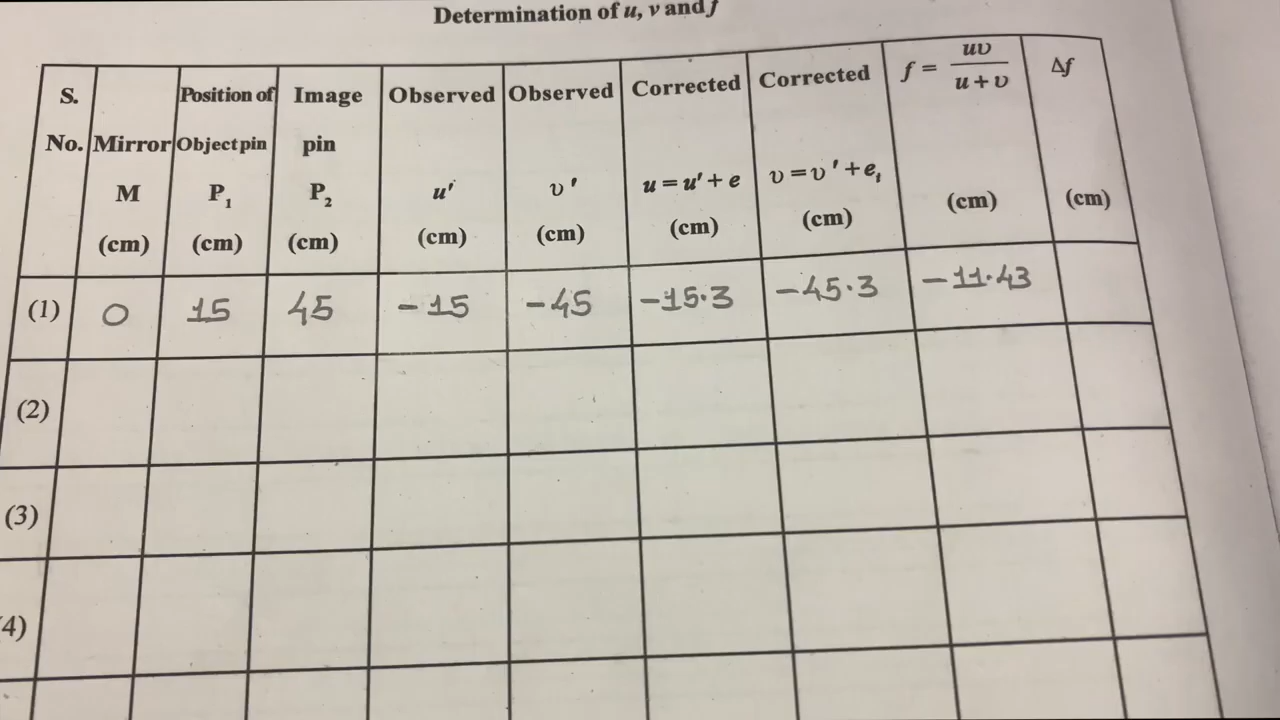 Determination of u, v and f
S. No. Mirror M (cm) Position of Object pin P₁ (cm) Image pin P₂ (cm) Observed u' (cm) Observed υ' (cm) Corrected u = u' + e (cm) Corrected υ = υ' + e₁ (cm) f = uυ / u + υ (cm) Δf (cm)
(1) 0 15 45 -15 -45 -15.3 -45.3 -11.43
(2)
(3)
4)